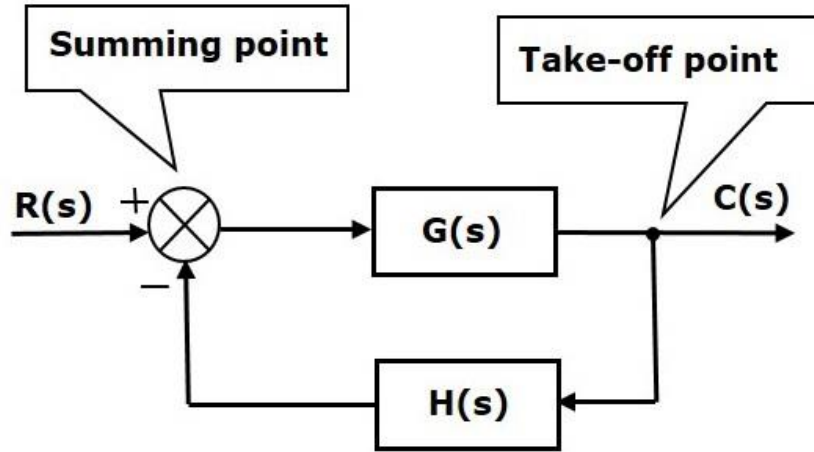 Summing point
Take-off point
R(s)
+
G(s)
C(s)
−
H(s)